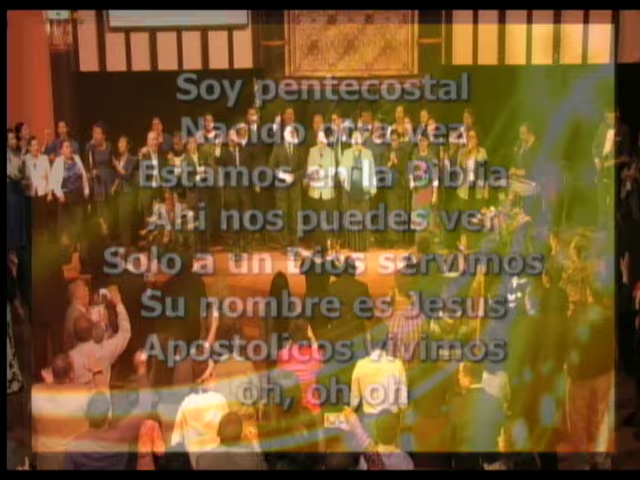 Soy pentecostal
Nacido otra vez
Estamos en la Biblia
Ahi nos puedes ver
Solo a un Dios servimos
Su nombre es Jesus
Apostolicos vivimos
oh, oh,oh